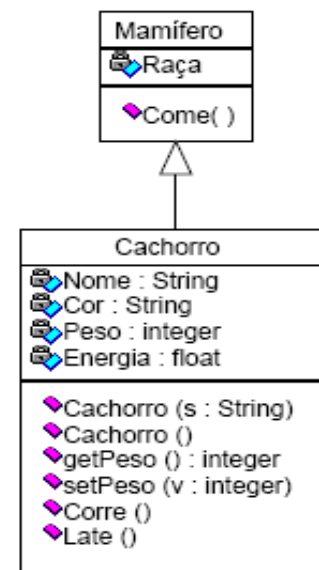 Mamífero
Raça
Come( )
Cachorro
Nome : String
Cor : String
Peso : integer
Energia : float
Cachorro (s : String)
Cachorro ()
getPeso () : integer
setPeso (v : integer)
Corre ()
Late ()